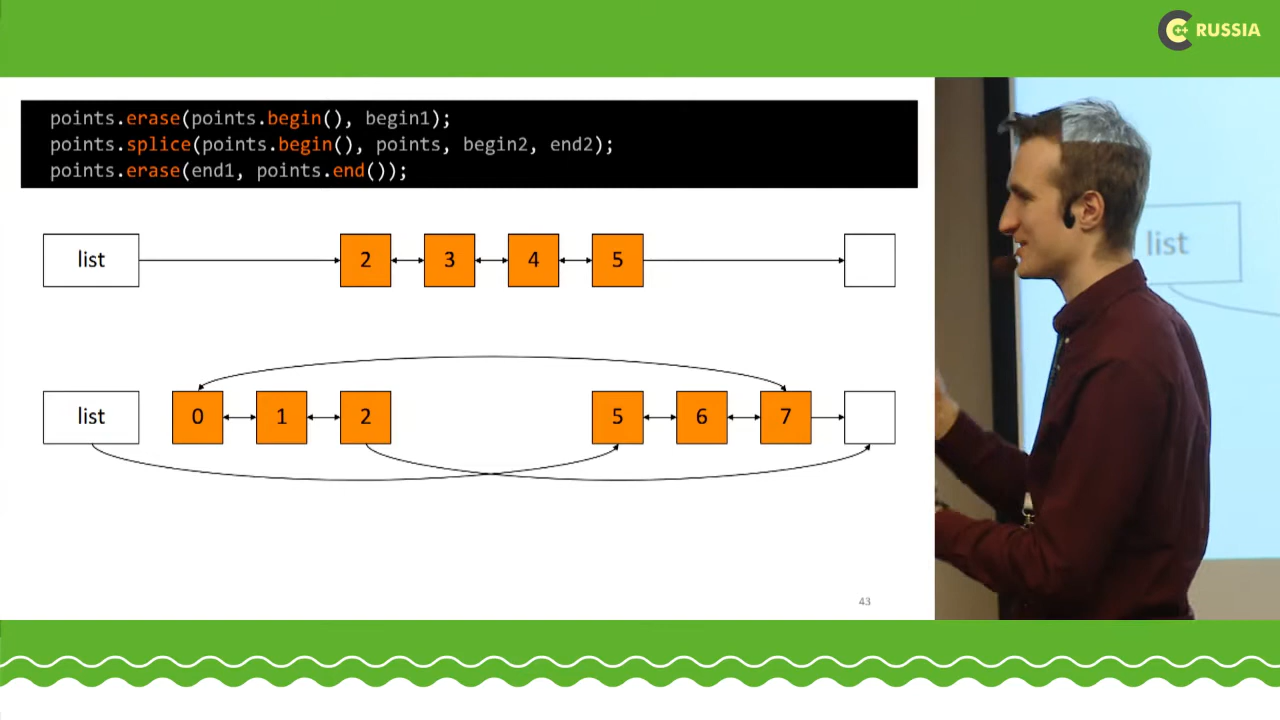 C++ RUSSIA
points.erase(points.begin(), begin1);
points.splice(points.begin(), points, begin2, end2);
points.erase(end1, points.end());
list 2 3 4 5
list
list 0 1 2 5 6 7
43